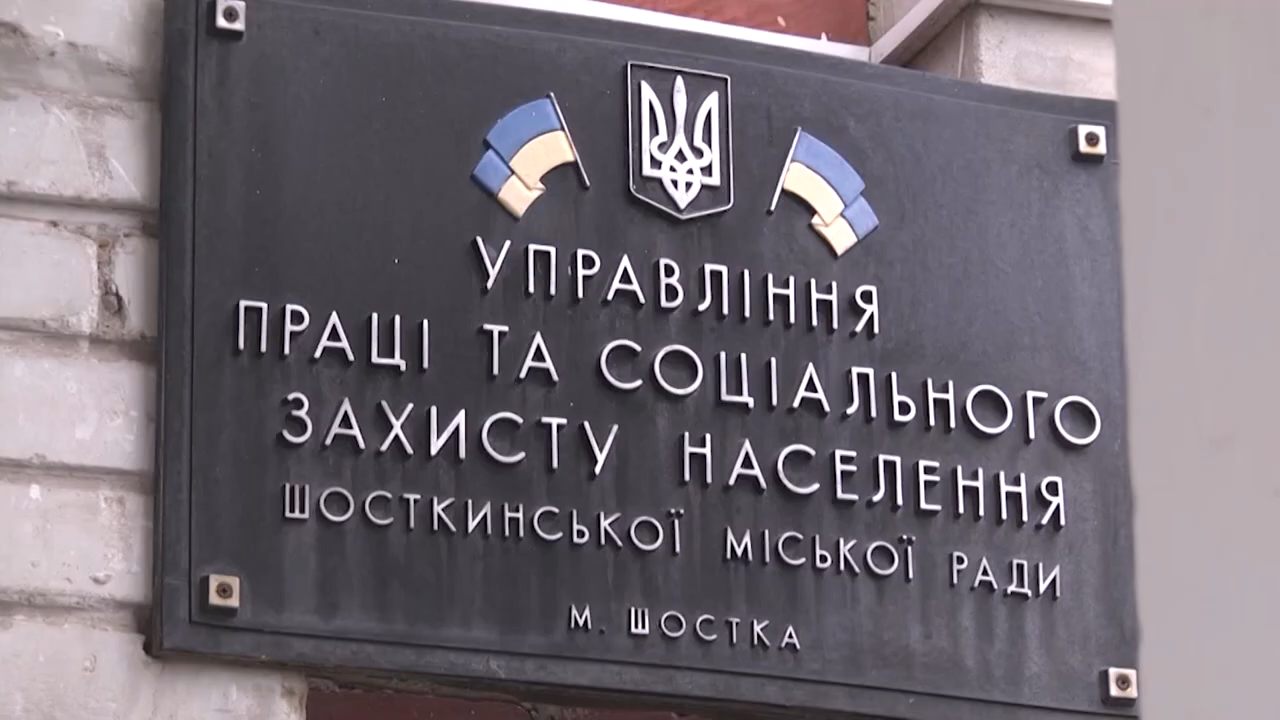 УПРАВЛІННЯ
ПРАЦІ ТА СОЦІАЛЬНОГО
ЗАХИСТУ НАСЕЛЕННЯ
ШОСТКИНСЬКОЇ МІСЬКОЇ РАДИ
М. ШОСТКА